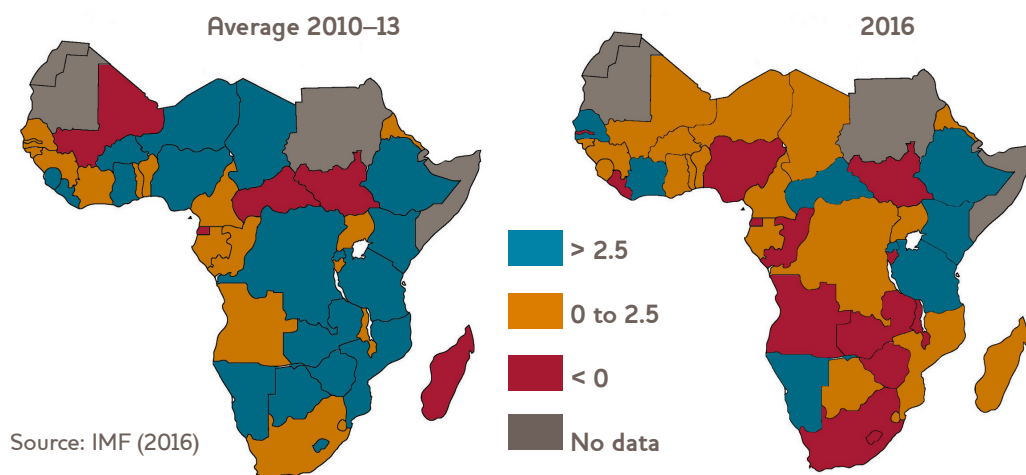 Average 2010–13
2016
> 2.5
0 to 2.5
< 0
No data
Source: IMF (2016)